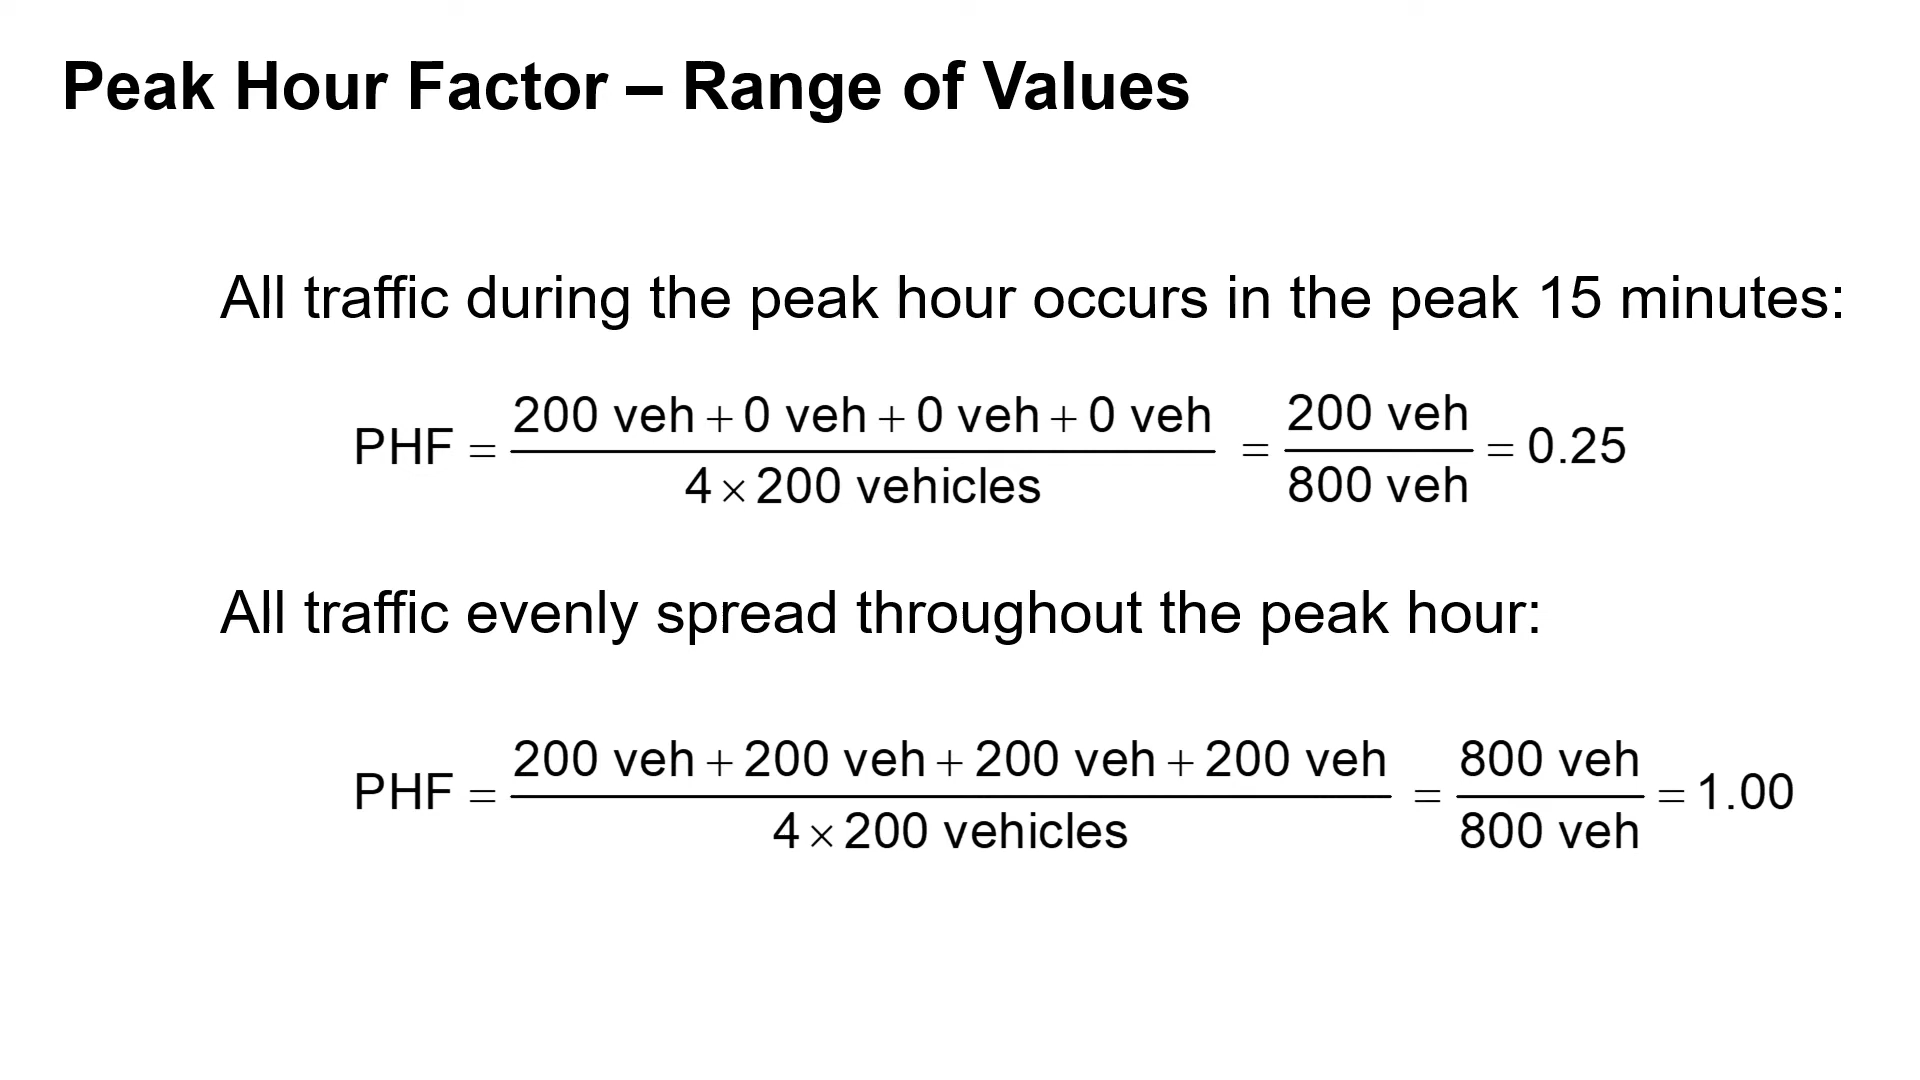 Peak Hour Factor – Range of Values
All traffic during the peak hour occurs in the peak 15 minutes:
PHF = (200 veh + 0 veh + 0 veh + 0 veh) / (4 × 200 vehicles) = 200 veh / 800 veh = 0.25
All traffic evenly spread throughout the peak hour:
PHF = (200 veh + 200 veh + 200 veh + 200 veh) / (4 × 200 vehicles) = 800 veh / 800 veh = 1.00